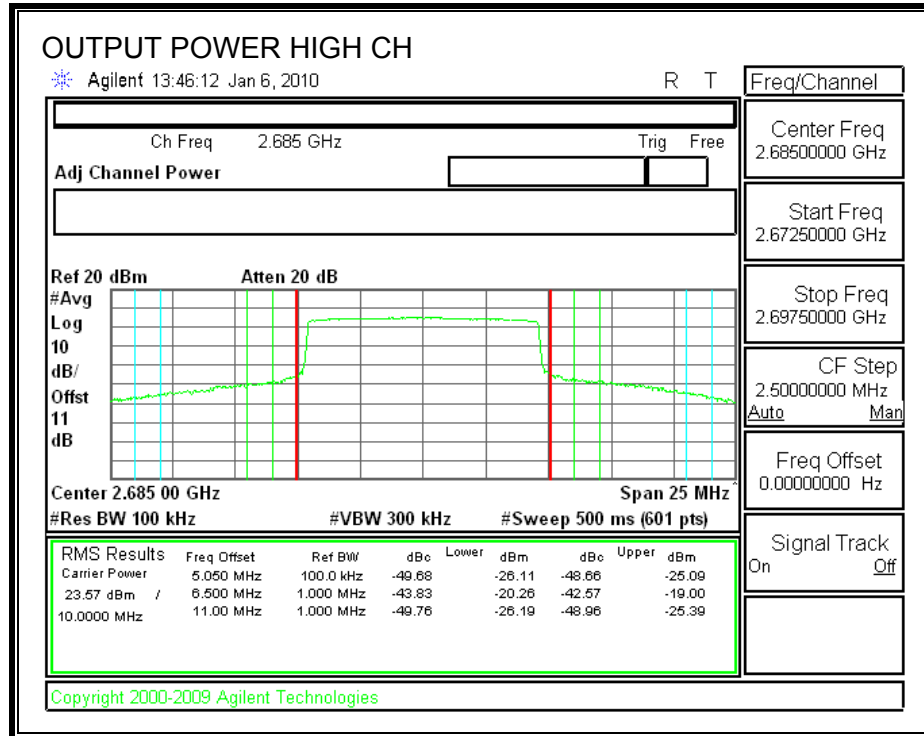 OUTPUT POWER HIGH CH
Agilent 13:46:12 Jan 6, 2010 R T
Freq/Channel
Ch Freq 2.685 GHz Trig Free
Adj Channel Power
Center Freq
2.68500000 GHz
Start Freq
2.67250000 GHz
Stop Freq
2.69750000 GHz
CF Step
2.50000000 MHz
Auto Man
Freq Offset
0.00000000 Hz
Signal Track
On Off
Ref 20 dBm Atten 20 dB
#Avg
Log
10
dB/
Offst
11
dB
Center 2.685 00 GHz Span 25 MHz^
#Res BW 100 kHz #VBW 300 kHz #Sweep 500 ms (601 pts)
RMS Results Freq Offset Ref BW dBc Lower dBm dBc Upper dBm
Carrier Power 5.050 MHz 100.0 kHz -49.68 -26.11 -48.66 -25.09
23.57 dBm / 6.500 MHz 1.000 MHz -43.83 -20.26 -42.57 -19.00
10.0000 MHz 11.00 MHz 1.000 MHz -49.76 -26.19 -48.96 -25.39
Copyright 2000-2009 Agilent Technologies